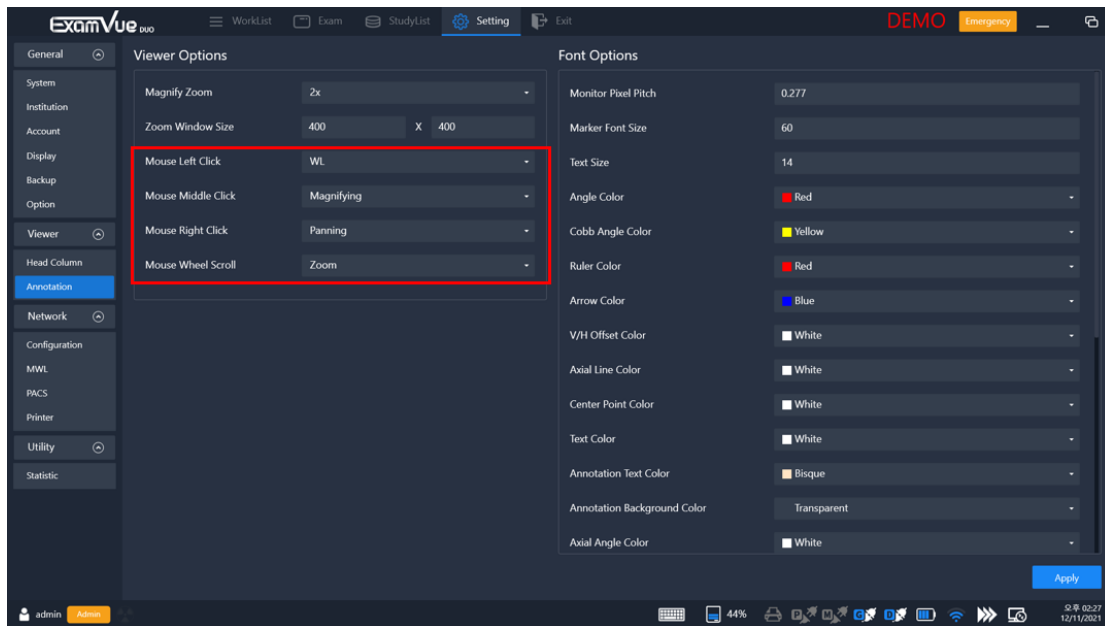 ExamVue DUO
WorkList
Exam
StudyList
Setting
Exit
DEMO
Emergency
General
System
Institution
Account
Display
Backup
Option
Viewer
Head Column
Annotation
Network
Configuration
MWL
PACS
Printer
Utility
Statistic
Viewer Options
Magnify Zoom 2x
Zoom Window Size 400 X 400
Mouse Left Click WL
Mouse Middle Click Magnifying
Mouse Right Click Panning
Mouse Wheel Scroll Zoom
Font Options
Monitor Pixel Pitch 0.277
Marker Font Size 60
Text Size 14
Angle Color Red
Cobb Angle Color Yellow
Ruler Color Red
Arrow Color Blue
V/H Offset Color White
Axial Line Color White
Center Point Color White
Text Color White
Annotation Text Color Bisque
Annotation Background Color Transparent
Axial Angle Color White
Apply
admin Admin
44%
오후 02:27
12/11/2021